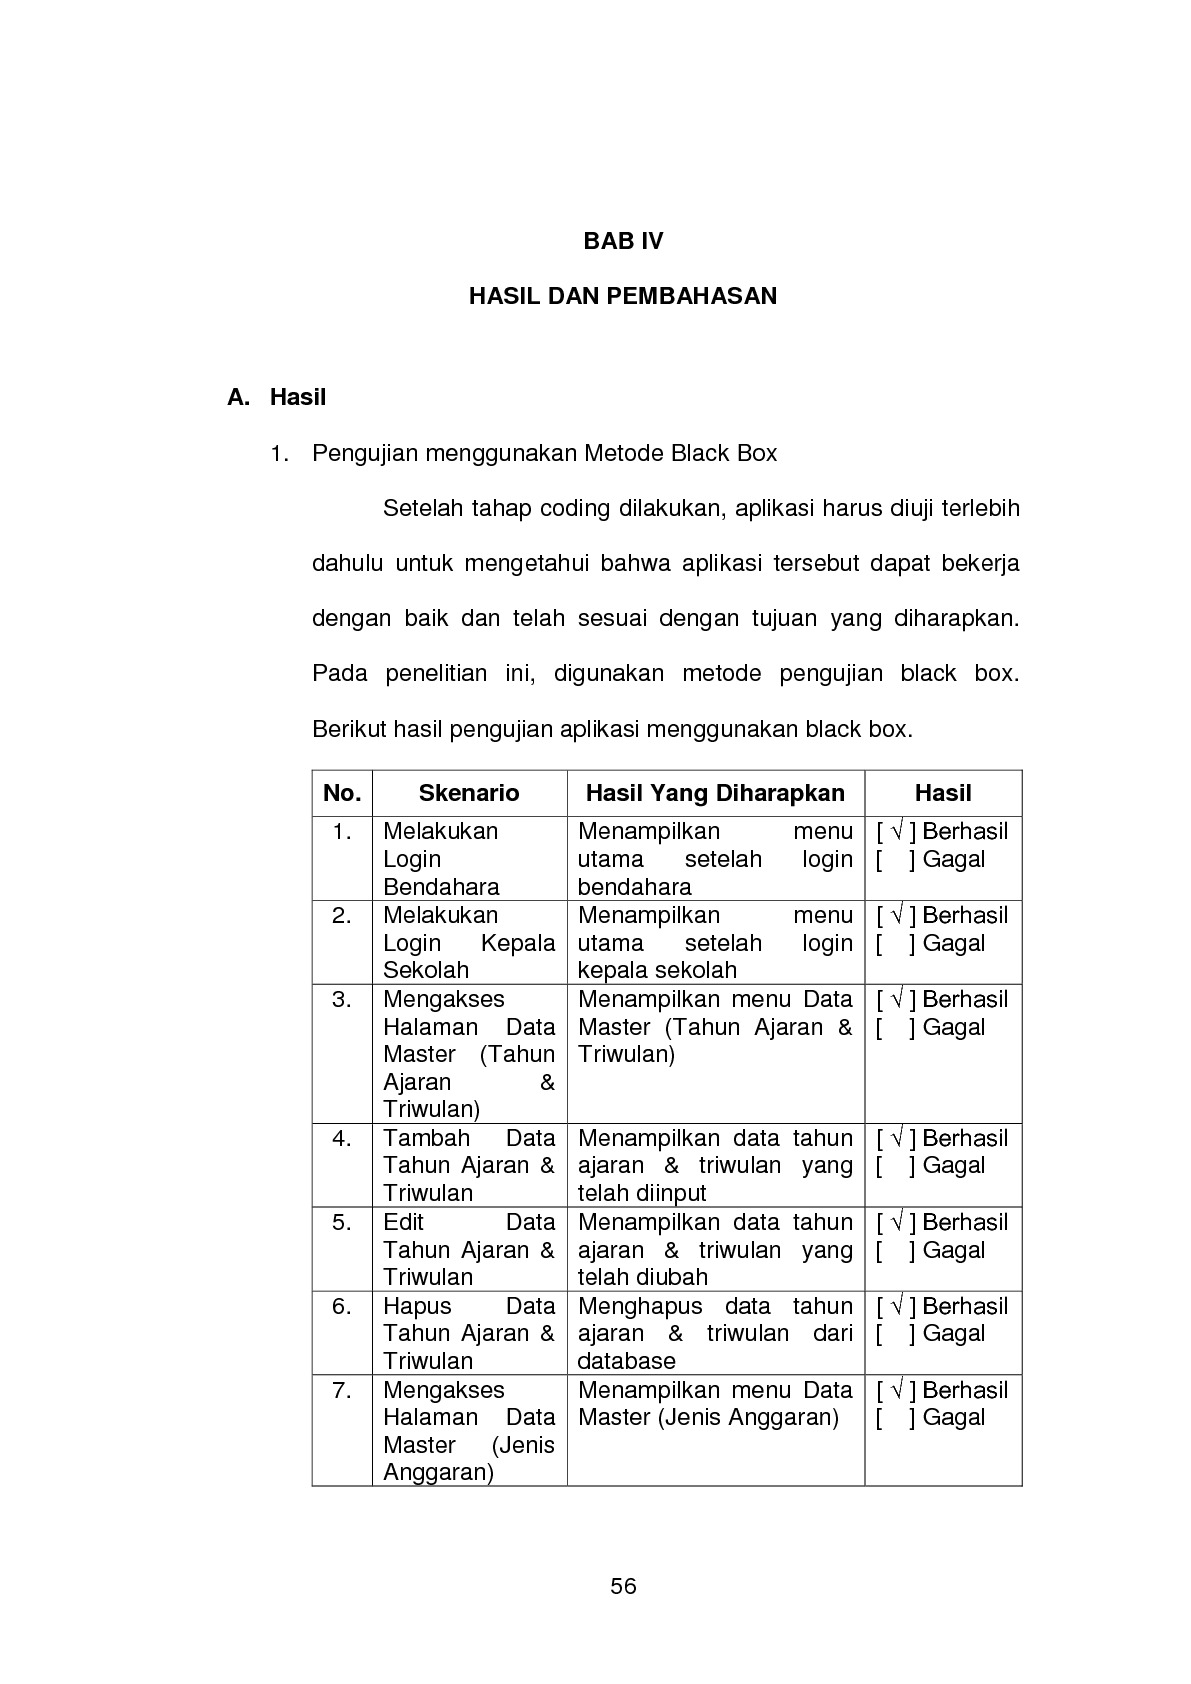 BAB IV
HASIL DAN PEMBAHASAN
A. Hasil
1. Pengujian menggunakan Metode Black Box
Setelah tahap coding dilakukan, aplikasi harus diuji terlebih
dahulu untuk mengetahui bahwa aplikasi tersebut dapat bekerja
dengan baik dan telah sesuai dengan tujuan yang diharapkan.
Pada penelitian ini, digunakan metode pengujian black box.
Berikut hasil pengujian aplikasi menggunakan black box.
No. Skenario Hasil Yang Diharapkan Hasil
1. Melakukan Menampilkan menu [ √ ] Berhasil
Login utama setelah login [ ] Gagal
Bendahara bendahara
2. Melakukan Menampilkan menu [ √ ] Berhasil
Login Kepala utama setelah login [ ] Gagal
Sekolah kepala sekolah
3. Mengakses Menampilkan menu Data [ √ ] Berhasil
Halaman Data Master (Tahun Ajaran & [ ] Gagal
Master (Tahun Triwulan)
Ajaran &
Triwulan)
4. Tambah Data Menampilkan data tahun [ √ ] Berhasil
Tahun Ajaran & ajaran & triwulan yang [ ] Gagal
Triwulan telah diinput
5. Edit Data Menampilkan data tahun [ √ ] Berhasil
Tahun Ajaran & ajaran & triwulan yang [ ] Gagal
Triwulan telah diubah
6. Hapus Data Menghapus data tahun [ √ ] Berhasil
Tahun Ajaran & ajaran & triwulan dari [ ] Gagal
Triwulan database
7. Mengakses Menampilkan menu Data [ √ ] Berhasil
Halaman Data Master (Jenis Anggaran) [ ] Gagal
Master (Jenis
Anggaran)
56